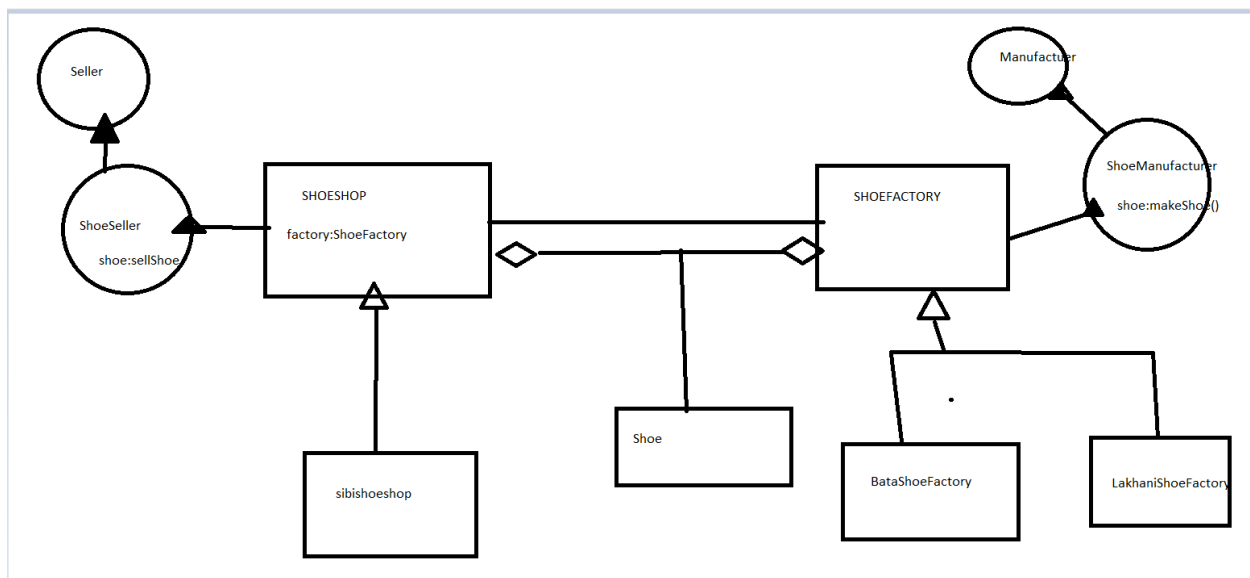 Seller
Manufactuer
ShoeSeller
shoe:sellShoe
SHOESHOP
factory:ShoeFactory
SHOEFACTORY
ShoeManufacturer
shoe:makeShoe()
sibishoeshop
Shoe
BataShoeFactory
LakhaniShoeFactory